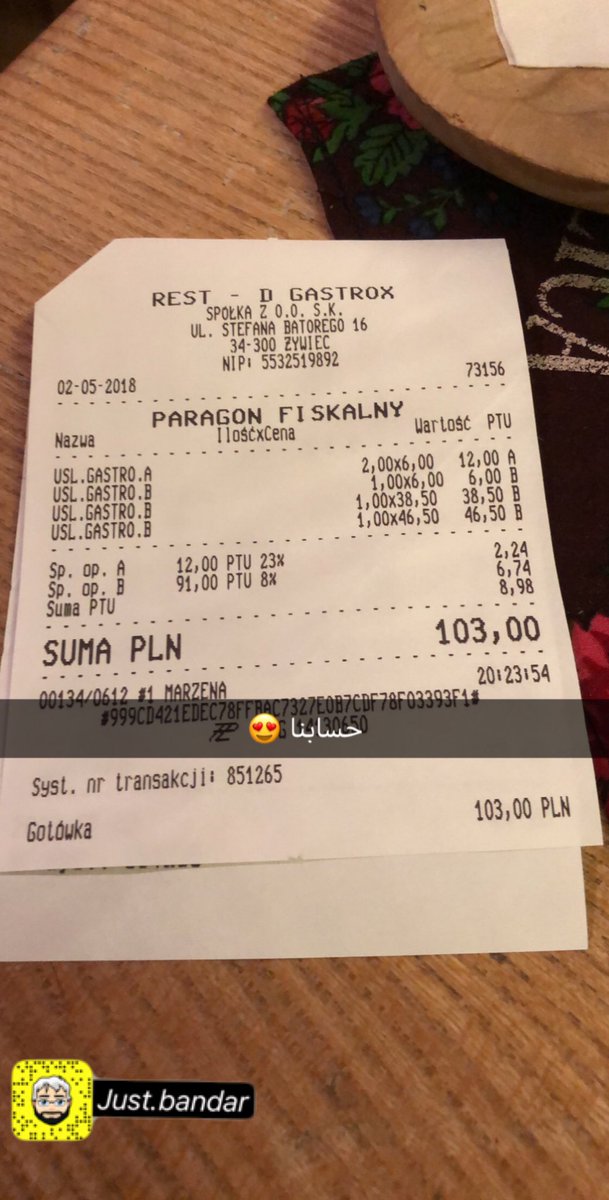 REST - D GASTROX
SPÓŁKA Z O.O. S.K.
UL. STEFANA BATOREGO 16
34-300 ŻYWIEC
NIP: 5532519892
02-05-2018 73156
PARAGON FISKALNY
Nazwa IlośćxCena Wartość PTU
USL.GASTRO.A 2,00x6,00 12,00 A
USL.GASTRO.B 1,00x6,00 6,00 B
USL.GASTRO.B 1,00x38,50 38,50 B
USL.GASTRO.B 1,00x46,50 46,50 B
Sp. op. A 12,00 PTU 23% 2,24
Sp. op. B 91,00 PTU 8% 6,74
Suma PTU 8,98
SUMA PLN 103,00
00134/0612 #1 MARZENA 20:23:54
#999CD421EDEC78FFBAC7327E0B7CDF78F03393F1#
حسابنا 😍
Syst. nr transakcji: 851265
Gotówka 103,00 PLN
Just.bandar